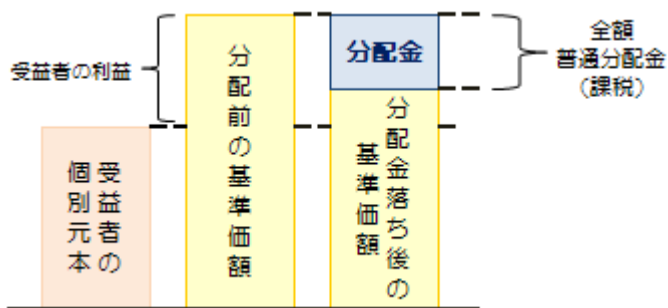 受益者の利益
受益者の
個別元本
分配前の基準価額
分配金
分配金落ち後の
基準価額
全額
普通分配金
(課税)